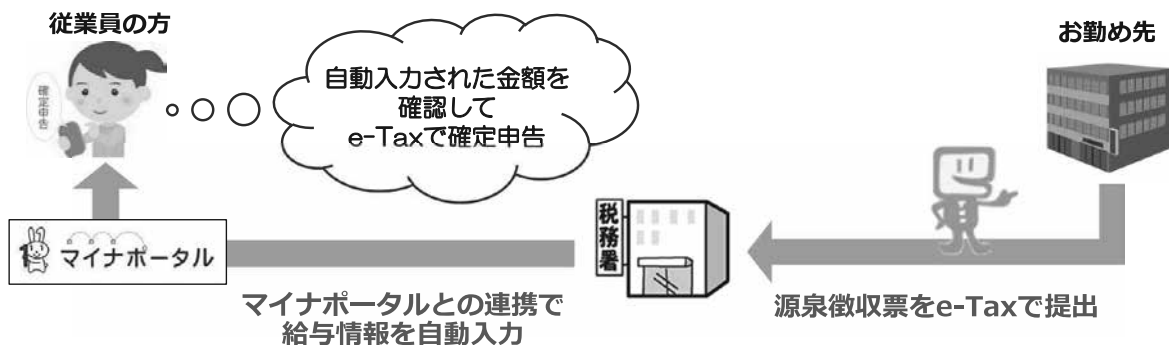 従業員の方
お勤め先
自動入力された金額を
確認して
e-Taxで確定申告
確定申告
税務署
マイナポータル
マイナポータルとの連携で
給与情報を自動入力
源泉徴収票をe-Taxで提出